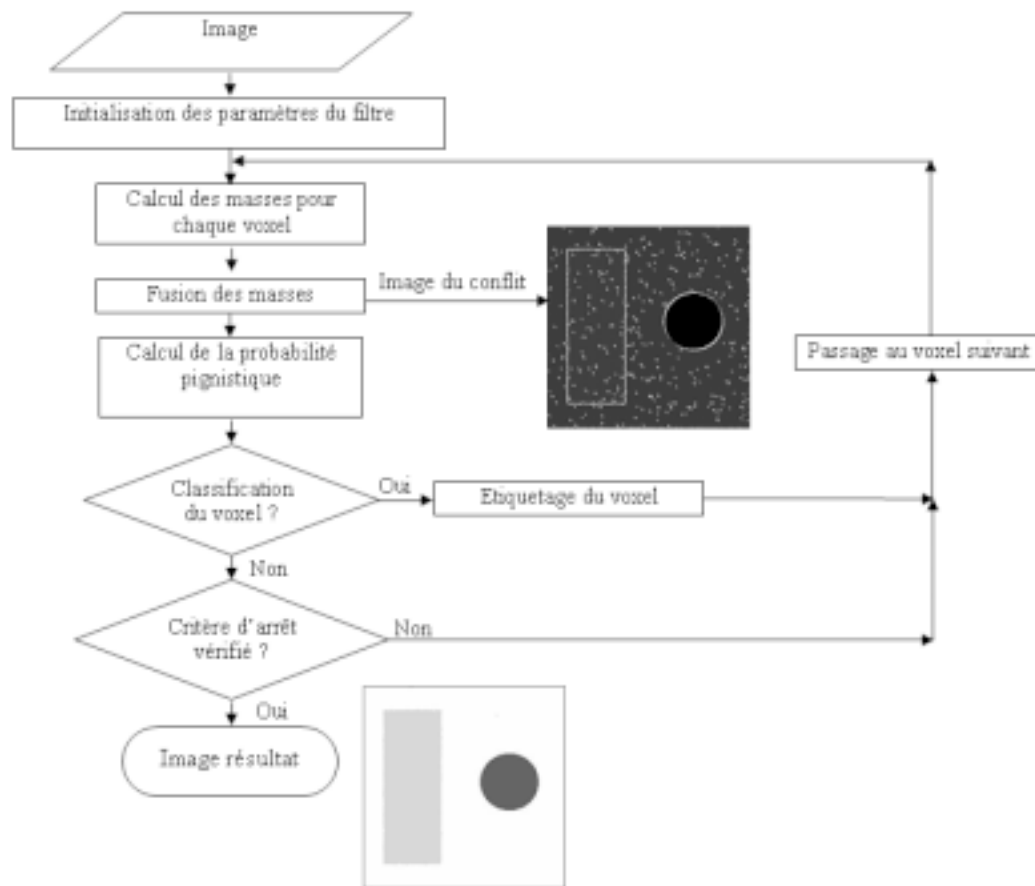 Image
Initialisation des paramètres du filtre
Calcul des masses pour
chaque voxel
Fusion des masses
Image du conflit
Calcul de la probabilité
pignistique
Passage au voxel suivant
Classification
du voxel ?
Oui
Etiquetage du voxel
Non
Critère d'arrêt
vérifié ?
Non
Oui
Image résultat